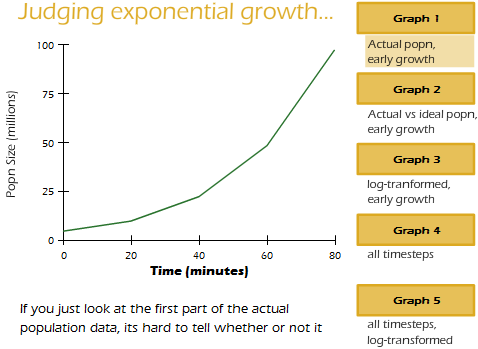 Judging exponential growth...
Graph 1
Actual popn,
early growth
Graph 2
Actual vs ideal popn,
early growth
Graph 3
log-tranformed,
early growth
Graph 4
all timesteps
Graph 5
all timesteps,
log-transformed
Popn Size (millions)
100
75
50
25
0
0 20 40 60 80
Time (minutes)
If you just look at the first part of the actual
population data, its hard to tell whether or not it